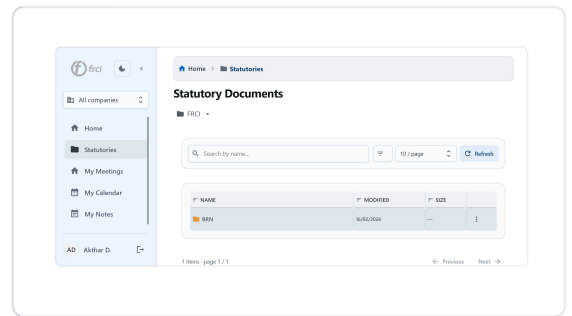 frci
Home > Statutories
All companies
Statutory Documents
FRCI
Home
Statutories
My Meetings
My Calendar
My Notes
Search by name...
10 / page
Refresh
NAME MODIFIED SIZE
BRN 16/02/2026 —
AD Akthar D.
1 items · page 1 / 1
← Previous Next →